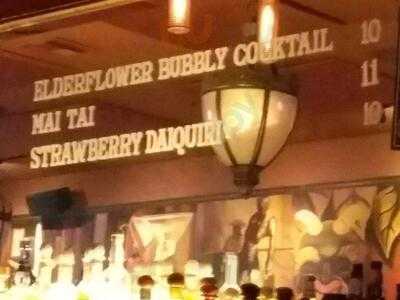 ELDERFLOWER BUBBLY COCKTAIL 10
MAI TAI 11
STRAWBERRY DAIQUIRI 10